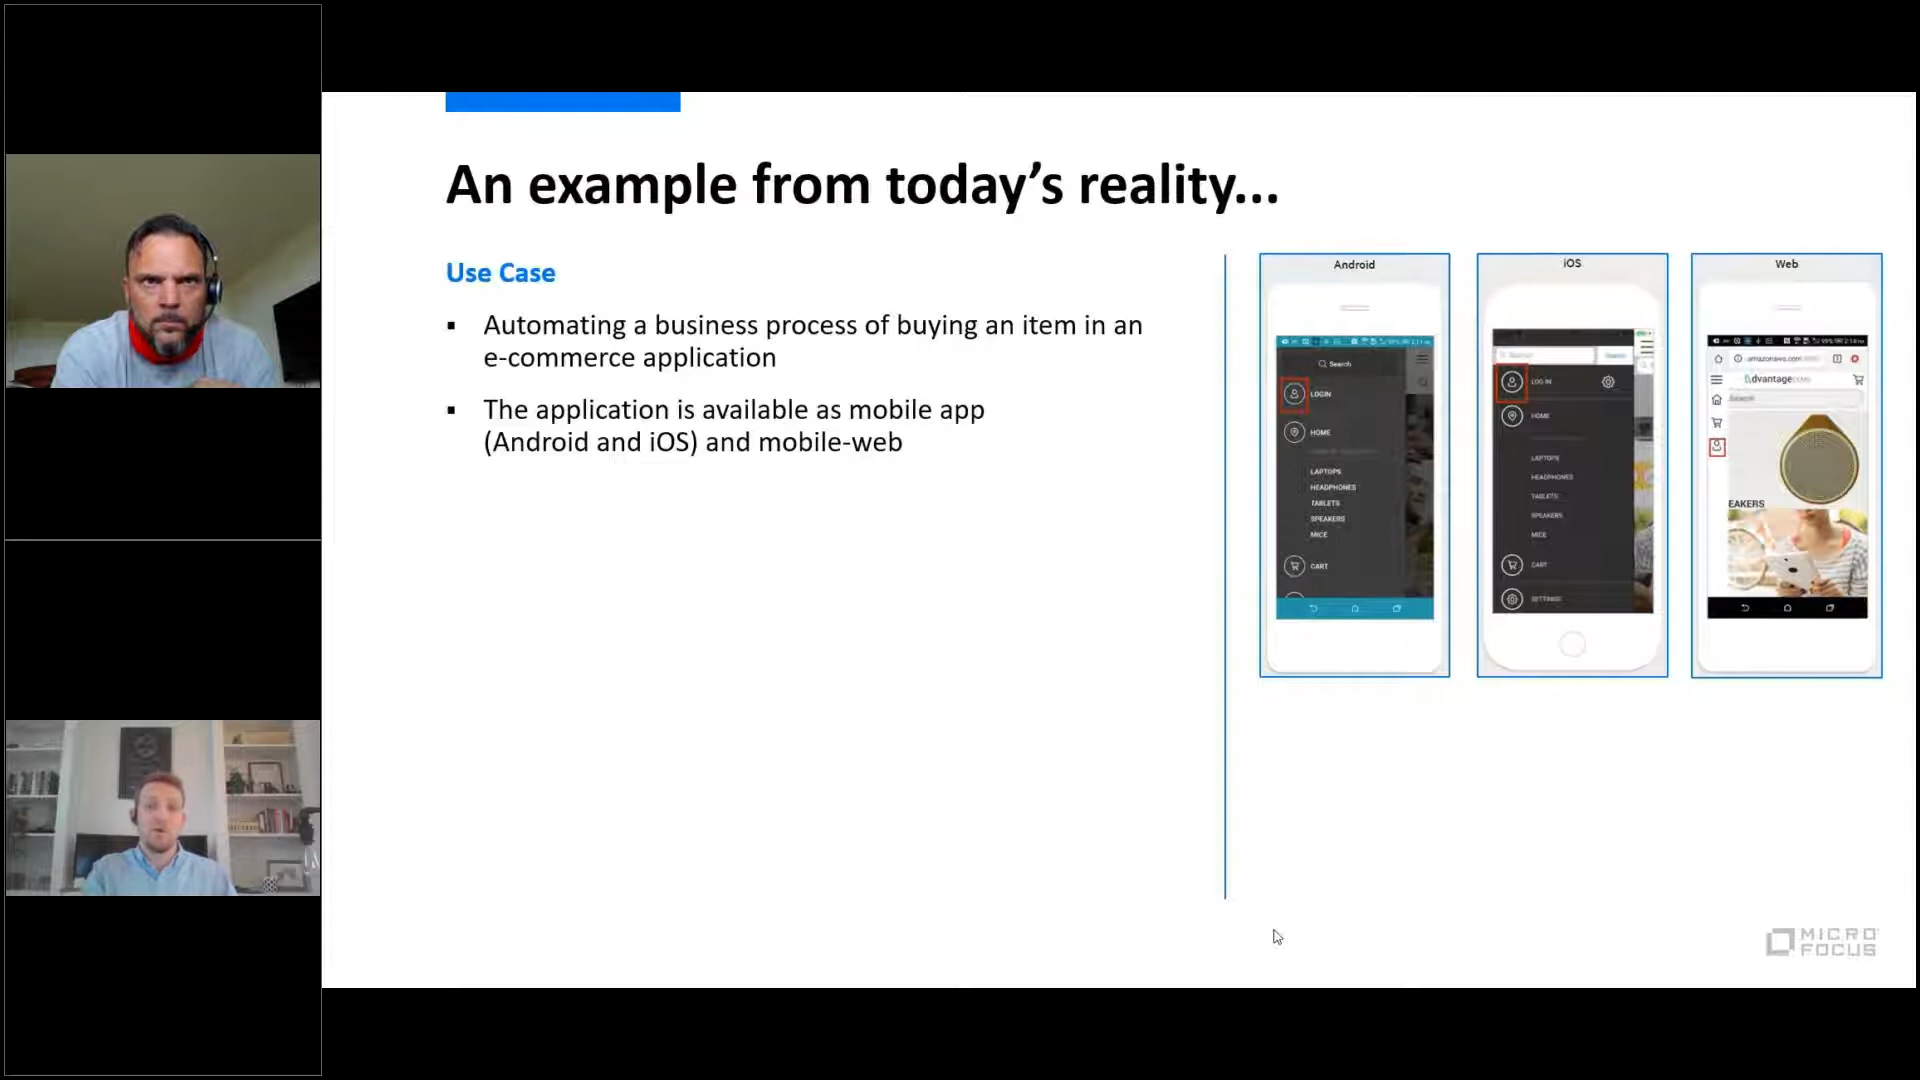 An example from today's reality...
Use Case
▪ Automating a business process of buying an item in an
e-commerce application
▪ The application is available as mobile app
(Android and iOS) and mobile-web
Android
Search
LOGIN
HOME
LAPTOPS
HEADPHONES
TABLETS
SPEAKERS
MICE
CART
iOS
LOG IN
HOME
LAPTOPS
HEADPHONES
TABLETS
SPEAKERS
MICE
CART
SETTINGS
Web
dvantage
Search
EAKERS
MICRO
FOCUS